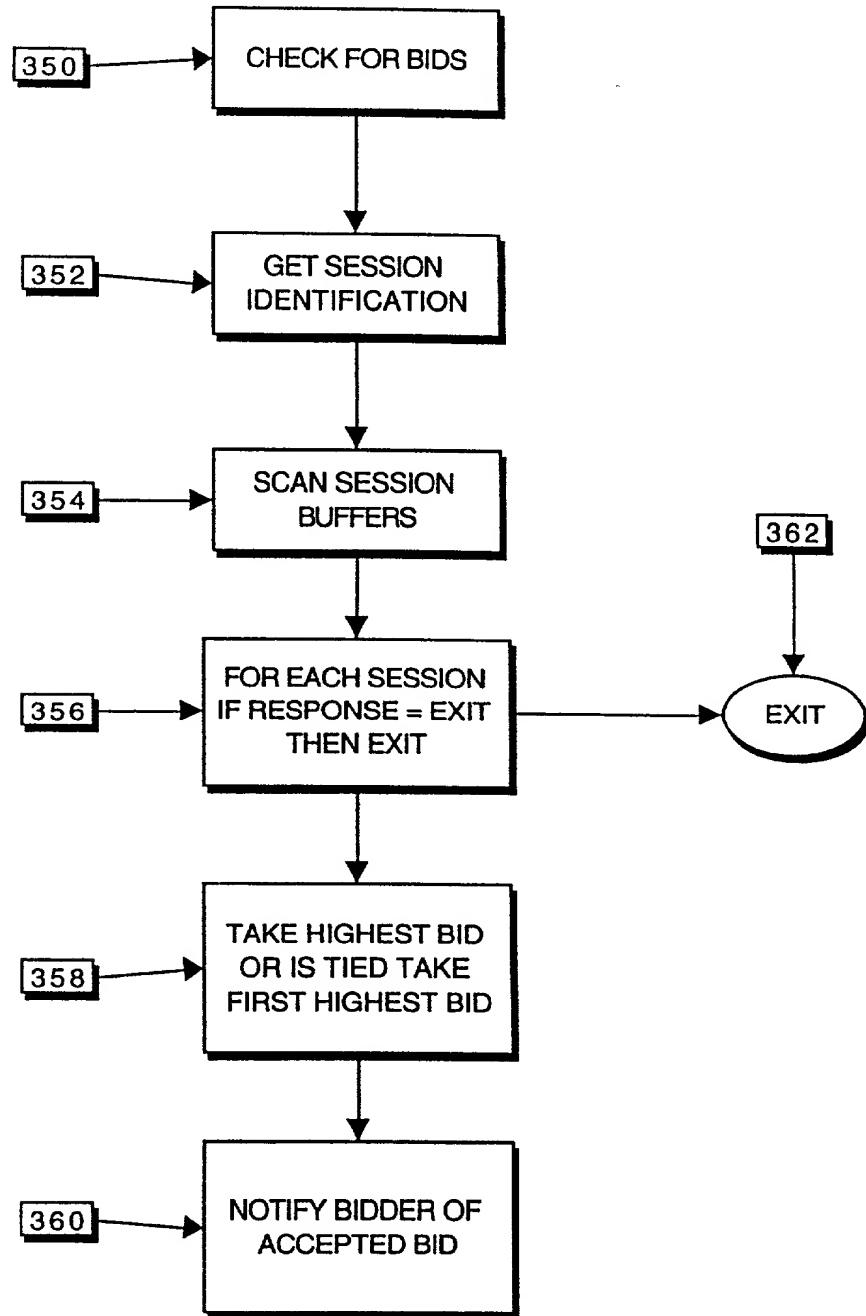 350
CHECK FOR BIDS
352
GET SESSION
IDENTIFICATION
354
SCAN SESSION
BUFFERS
362
356
FOR EACH SESSION
IF RESPONSE = EXIT
THEN EXIT
EXIT
358
TAKE HIGHEST BID
OR IS TIED TAKE
FIRST HIGHEST BID
360
NOTIFY BIDDER OF
ACCEPTED BID